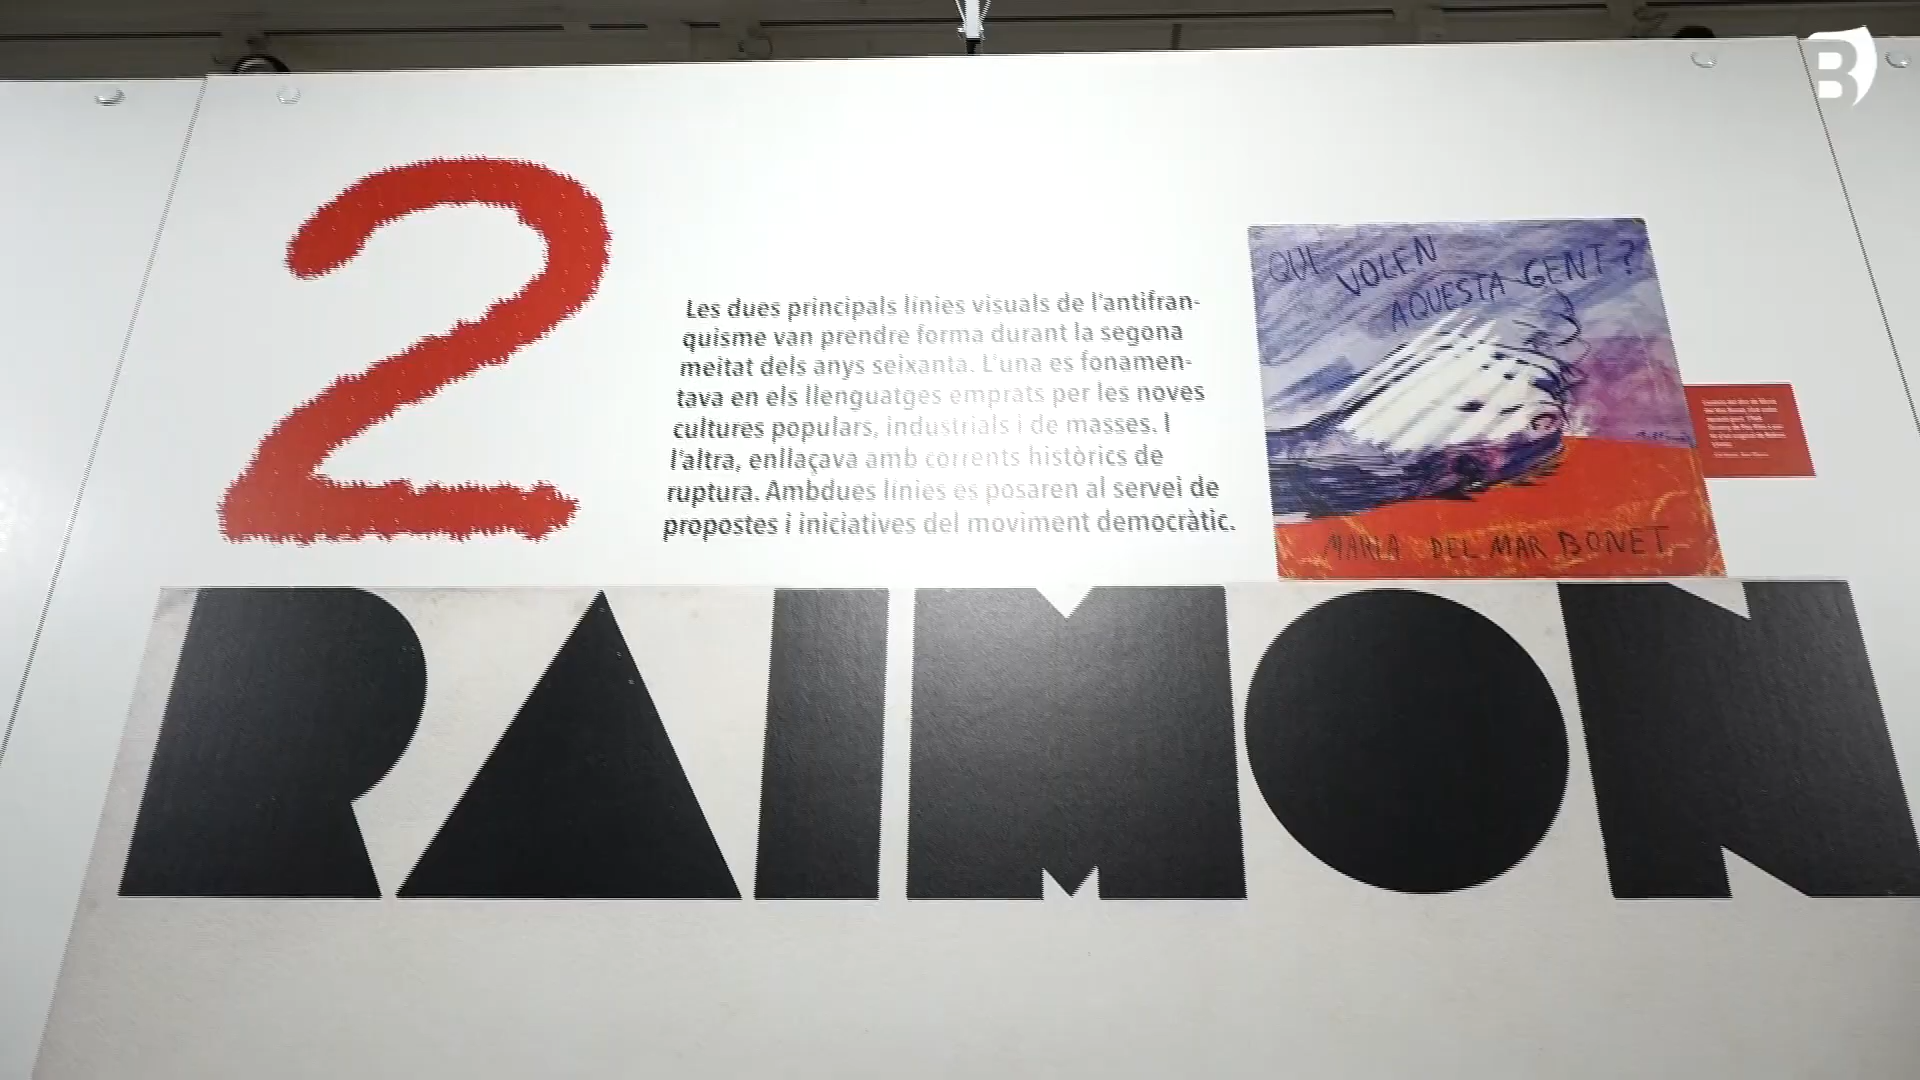 B
2
Les dues principals línies visuals de l'antifran-
quisme van prendre forma durant la segona
meitat dels anys seixanta. L'una es fonamen-
tava en els llenguatges emprats per les noves
cultures populars, industrials i de masses. I
l'altra, enllaçava amb corrents històrics de
ruptura. Ambdues línies es posaren al servei de
propostes i iniciatives del moviment democràtic.
QUI VOLEN
AQUESTA GENT?
MARIA DEL MAR BONET
RAIMON